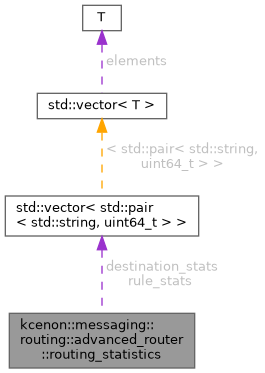 T
elements
std::vector< T >
< std::pair< std::string,
uint64_t > >
std::vector< std::pair
< std::string, uint64_t > >
destination_stats
rule_stats
kcenon::messaging::
routing::advanced_router
::routing_statistics